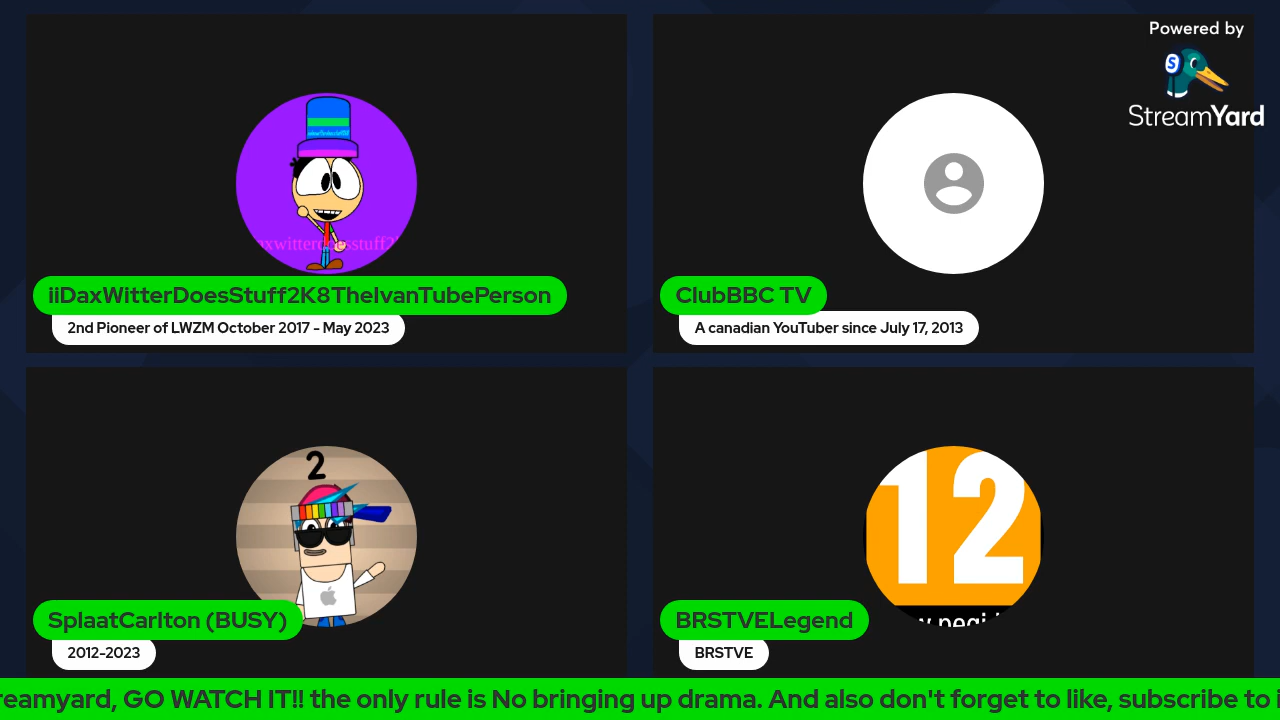 Powered by
StreamYard
iiDaxWitterDoesStuff2K8TheIvanTubePerson
2nd Pioneer of LWZM October 2017 - May 2023
ClubBBC TV
A canadian YouTuber since July 17, 2013
2
SplaatCarlton (BUSY)
2012-2023
12
BRSTVELegend
BRSTVE
reamyard, GO WATCH IT!! the only rule is No bringing up drama. And also don't forget to like, subscribe to i